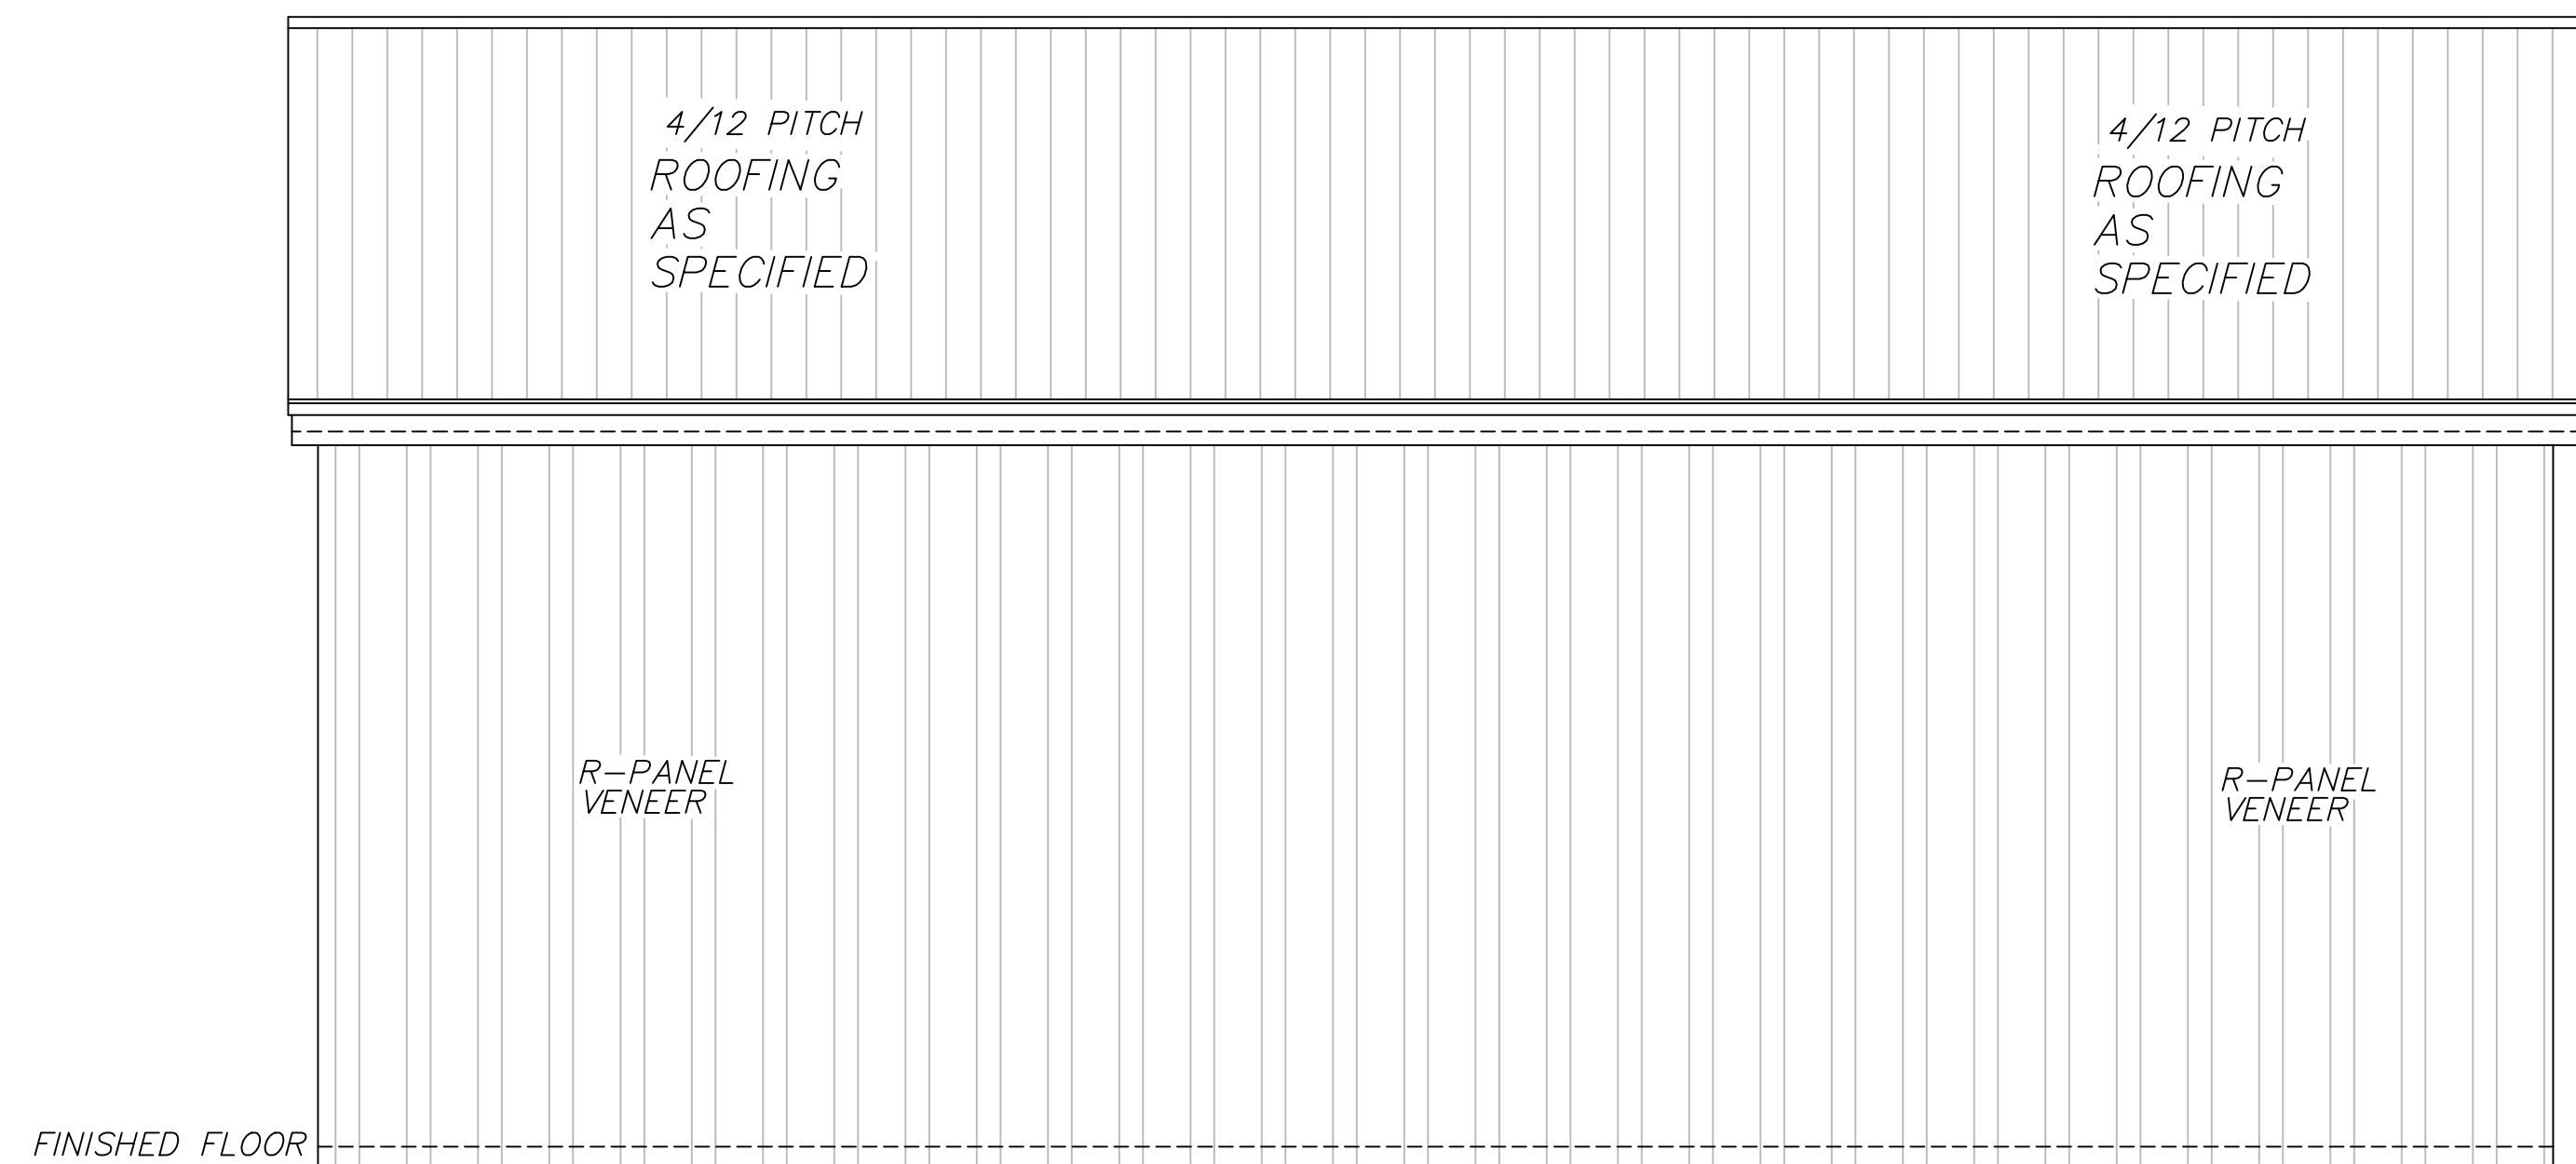 4/12 PITCH
ROOFING
AS
SPECIFIED
4/12 PITCH
ROOFING
AS
SPECIFIED
R-PANEL
VENEER
R-PANEL
VENEER
FINISHED FLOOR